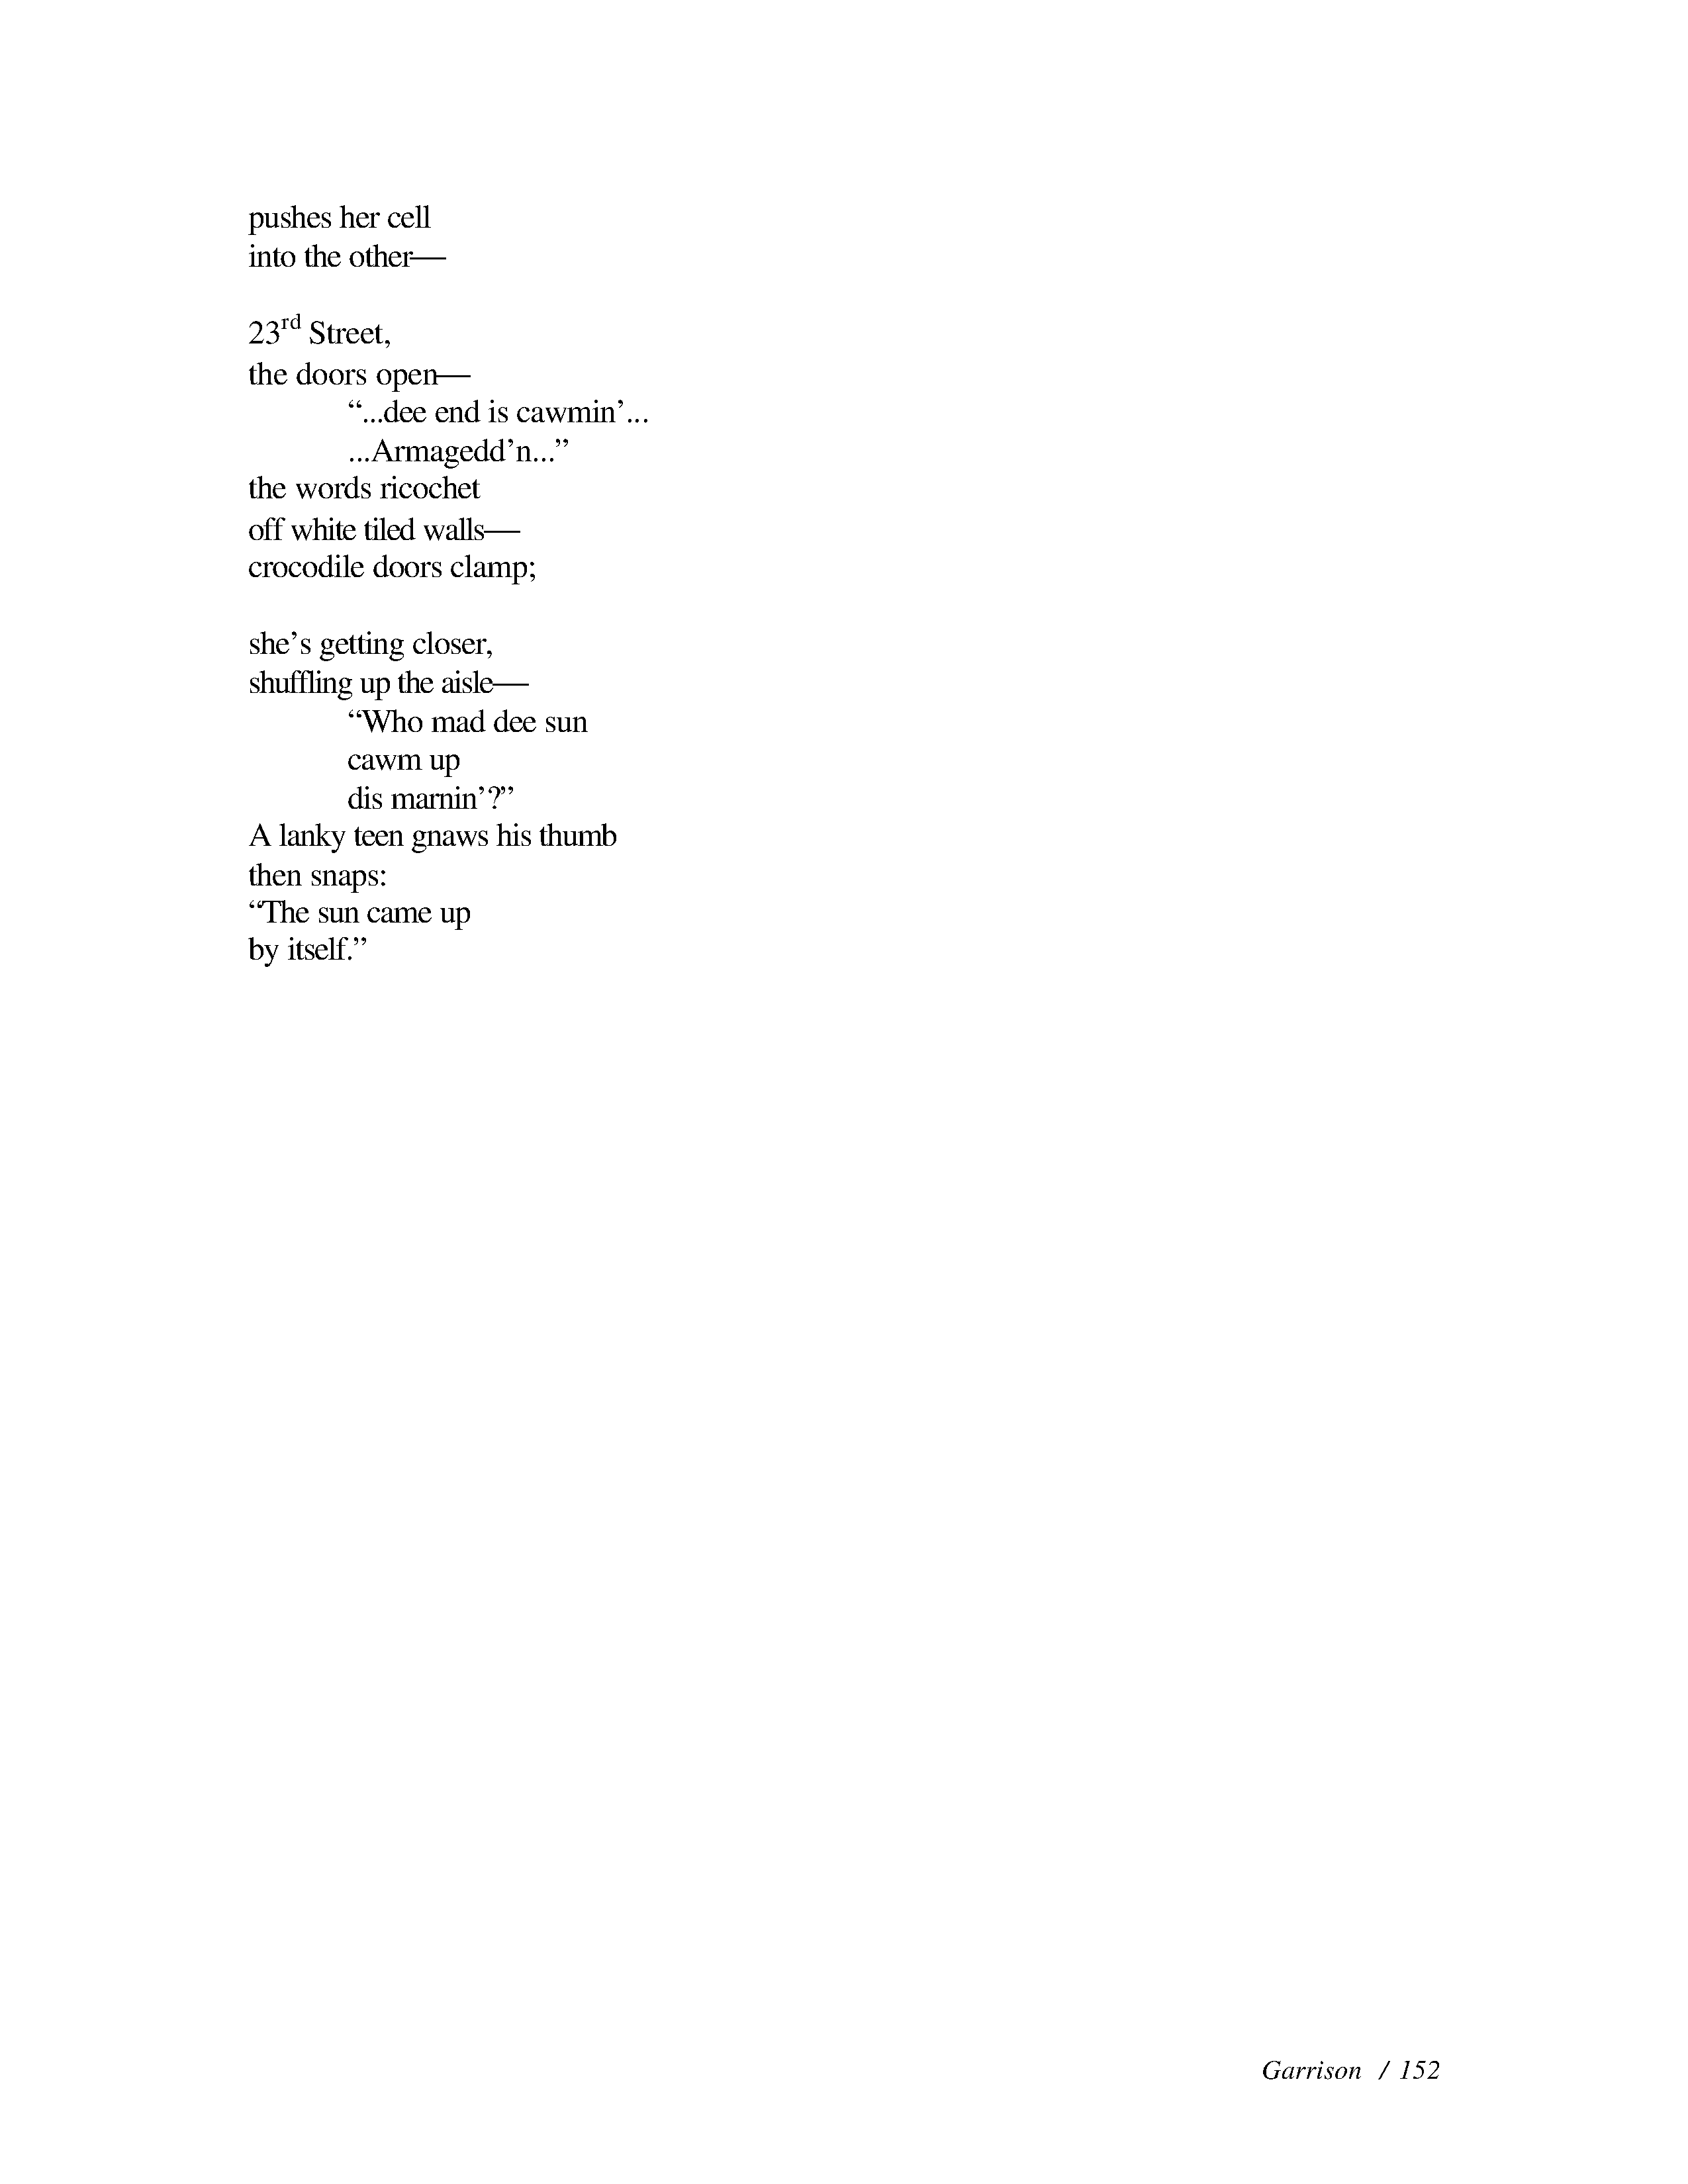 pushes her cell
into the other—
23rd Street,
the doors open—
“...dee end is cawmin’...
...Armagedd’n...”
the words ricochet
off white tiled walls—
crocodile doors clamp;
she’s getting closer,
shuffling up the aisle—
“Who mad dee sun
cawm up
dis marnin’?”
A lanky teen gnaws his thumb
then snaps:
“The sun came up
by itself.”
Garrison / 152